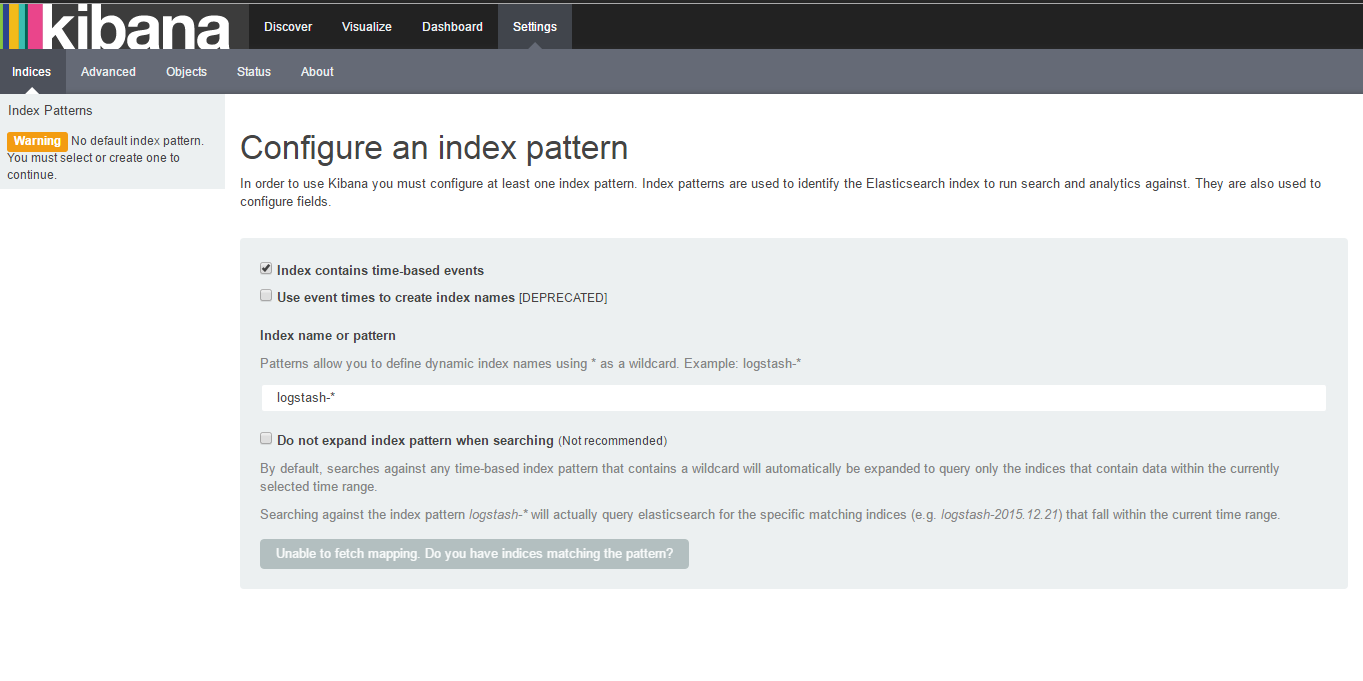 kibana
Discover Visualize Dashboard Settings
Indices Advanced Objects Status About
Index Patterns
Warning No default index pattern.
You must select or create one to
continue.
Configure an index pattern
In order to use Kibana you must configure at least one index pattern. Index patterns are used to identify the Elasticsearch index to run search and analytics against. They are also used to
configure fields.
Index contains time-based events
Use event times to create index names [DEPRECATED]
Index name or pattern
Patterns allow you to define dynamic index names using * as a wildcard. Example: logstash-*
logstash-*
Do not expand index pattern when searching (Not recommended)
By default, searches against any time-based index pattern that contains a wildcard will automatically be expanded to query only the indices that contain data within the currently
selected time range.
Searching against the index pattern logstash-* will actually query elasticsearch for the specific matching indices (e.g. logstash-2015.12.21) that fall within the current time range.
Unable to fetch mapping. Do you have indices matching the pattern?